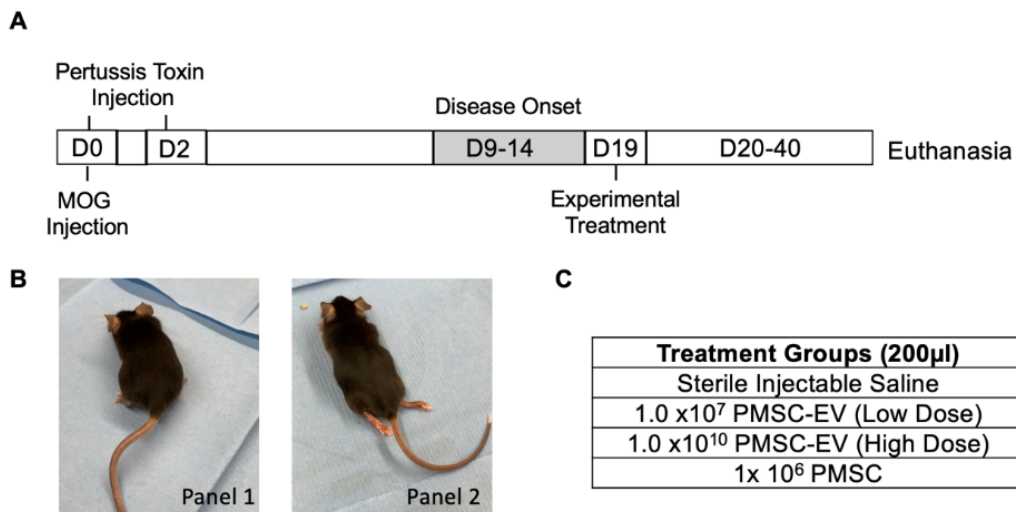 A
Pertussis Toxin
Injection
Disease Onset
D0
D2
D9-14
D19
D20-40
Euthanasia
MOG
Injection
Experimental
Treatment
B
Panel 1
Panel 2
C
Treatment Groups (200µl)
Sterile Injectable Saline
1.0 x10⁷ PMSC-EV (Low Dose)
1.0 x10¹⁰ PMSC-EV (High Dose)
1x 10⁶ PMSC